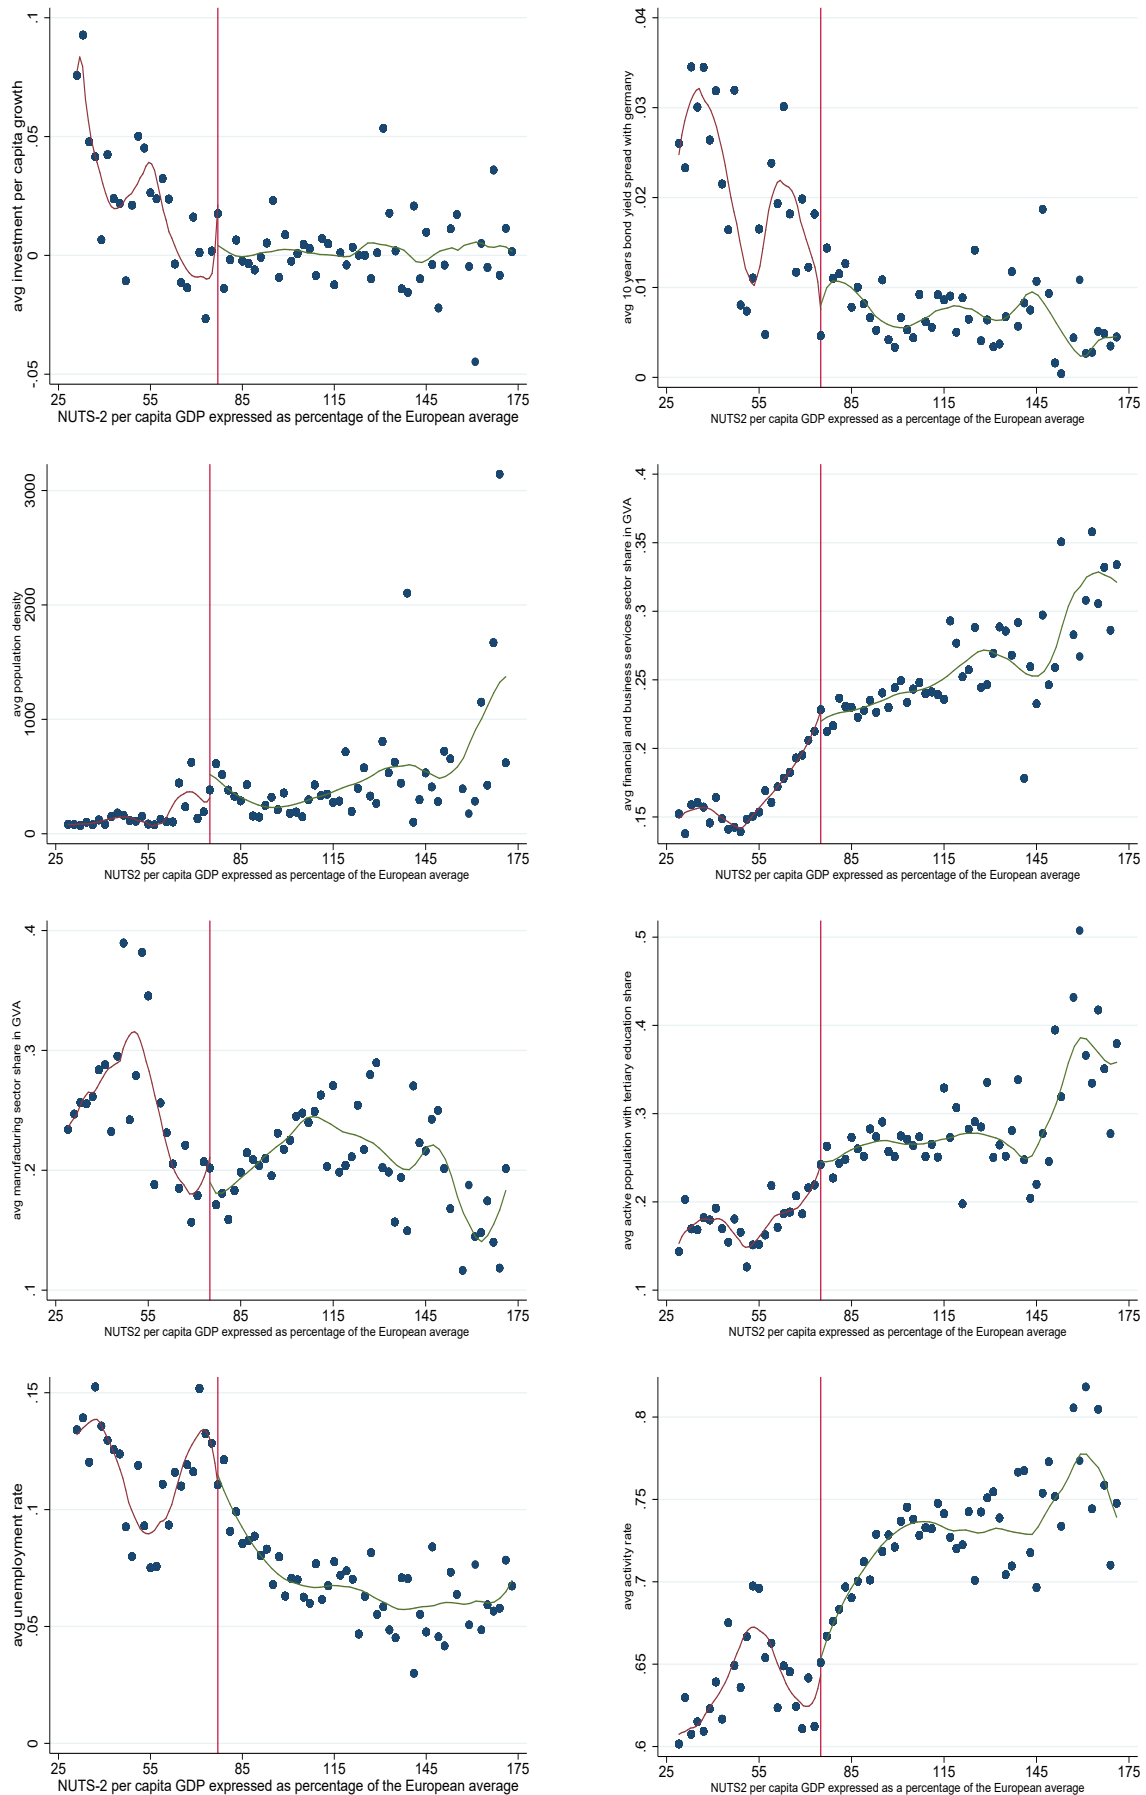 avg investment per capita growth
.1
.05
0
-.05
25 55 85 115 145 175
NUTS-2 per capita GDP expressed as percentage of the European average
avg 10 years bond yield spread with germany
.04
.03
.02
.01
0
25 55 85 115 145 175
NUTS2 per capita GDP expressed as a percentage of the European average
avg population density
3000
2000
1000
0
25 55 85 115 145 175
NUTS2 per capita GDP expressed as percentage of the European average
avg financial and business services sector share in GVA
.4
.35
.3
.25
.2
.15
25 55 85 115 145 175
NUTS2 per capita GDP expressed as percentage of the European average
avg manufacturing sector share in GVA
.4
.3
.2
.1
25 55 85 115 145 175
NUTS2 per capita GDP expressed as percentage of the European average
avg active population with tertiary education share
.5
.4
.3
.2
.1
25 55 85 115 145 175
NUTS2 per capita expressed as percentage of the European average
avg unemployment rate
.15
.1
.05
0
25 55 85 115 145 175
NUTS-2 per capita GDP expressed as percentage of the European average
avg activity rate
.8
.75
.7
.65
.6
25 55 85 115 145 175
NUTS2 per capita GDP expressed as a percentage of the European average